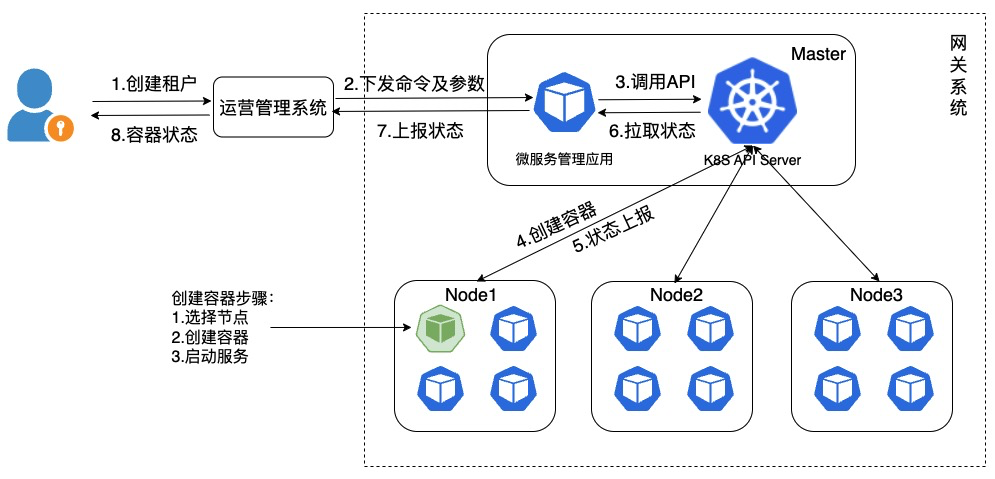 网关系统
Master
1.创建租户
2.下发命令及参数
3.调用API
运营管理系统
8.容器状态
7.上报状态
6.拉取状态
微服务管理应用
K8S API Server
4.创建容器
5.状态上报
创建容器步骤：
1.选择节点
2.创建容器
3.启动服务
Node1
Node2
Node3